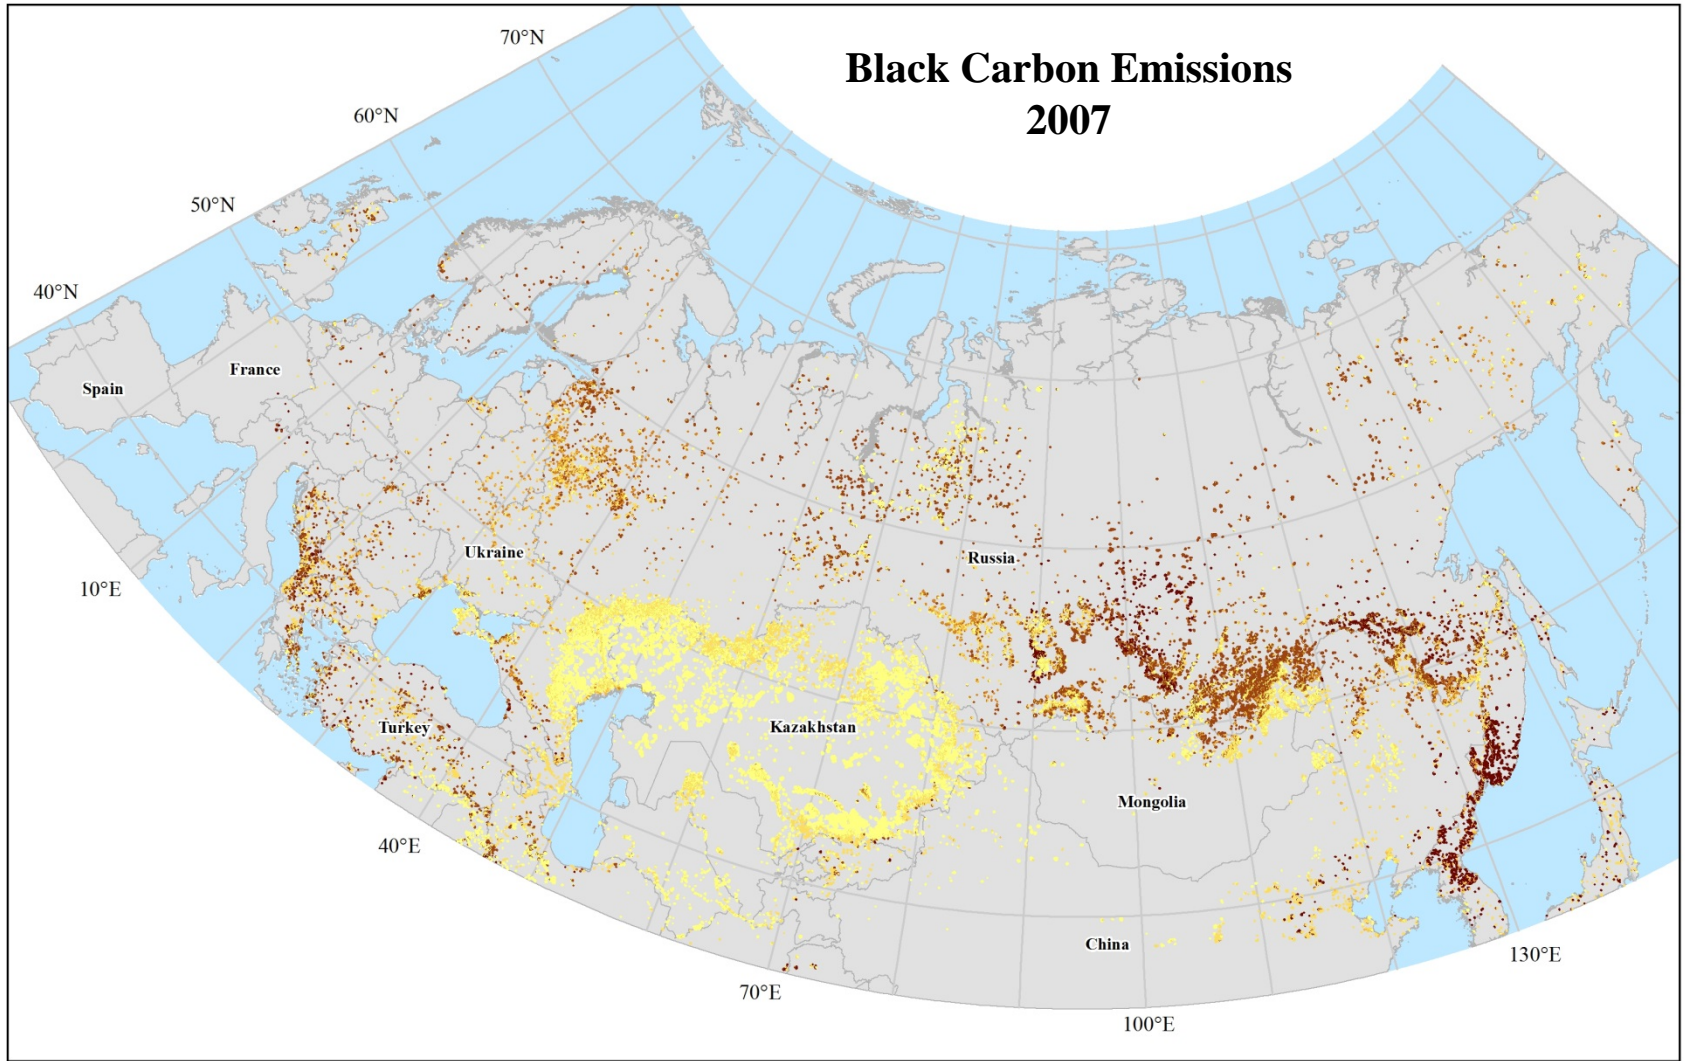 Black Carbon Emissions
2007
70°N
60°N
50°N
40°N
France
Spain
Ukraine
Russia
10°E
Turkey
Kazakhstan
Mongolia
40°E
China
130°E
70°E
100°E